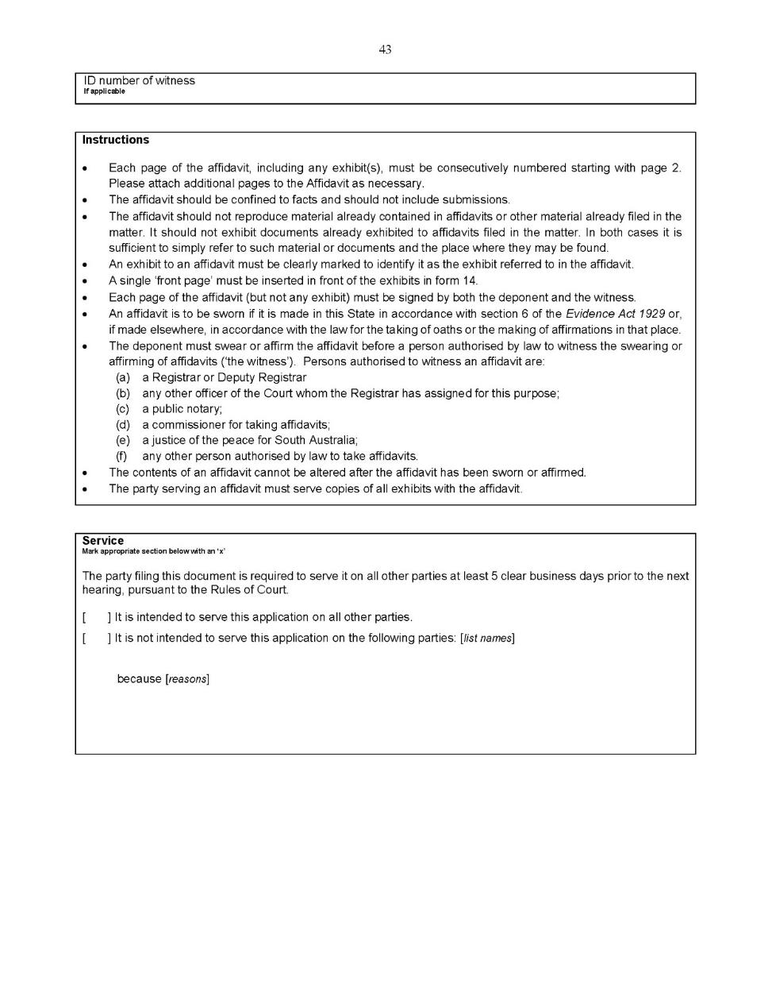 43
ID number of witness
If applicable
Instructions
• Each page of the affidavit, including any exhibit(s), must be consecutively numbered starting with page 2.
Please attach additional pages to the Affidavit as necessary.
• The affidavit should be confined to facts and should not include submissions.
• The affidavit should not reproduce material already contained in affidavits or other material already filed in the
matter. It should not exhibit documents already exhibited to affidavits filed in the matter. In both cases it is
sufficient to simply refer to such material or documents and the place where they may be found.
• An exhibit to an affidavit must be clearly marked to identify it as the exhibit referred to in the affidavit.
• A single ‘front page’ must be inserted in front of the exhibits in form 14.
• Each page of the affidavit (but not any exhibit) must be signed by both the deponent and the witness.
• An affidavit is to be sworn if it is made in this State in accordance with section 6 of the Evidence Act 1929 or,
if made elsewhere, in accordance with the law for the taking of oaths or the making of affirmations in that place.
• The deponent must swear or affirm the affidavit before a person authorised by law to witness the swearing or
affirming of affidavits (‘the witness’). Persons authorised to witness an affidavit are:
(a) a Registrar or Deputy Registrar
(b) any other officer of the Court whom the Registrar has assigned for this purpose;
(c) a public notary;
(d) a commissioner for taking affidavits;
(e) a justice of the peace for South Australia;
(f) any other person authorised by law to take affidavits.
• The contents of an affidavit cannot be altered after the affidavit has been sworn or affirmed.
• The party serving an affidavit must serve copies of all exhibits with the affidavit.
Service
Mark appropriate section below with an ‘x’
The party filing this document is required to serve it on all other parties at least 5 clear business days prior to the next
hearing, pursuant to the Rules of Court.
[ ] It is intended to serve this application on all other parties.
[ ] It is not intended to serve this application on the following parties: [list names]
because [reasons]